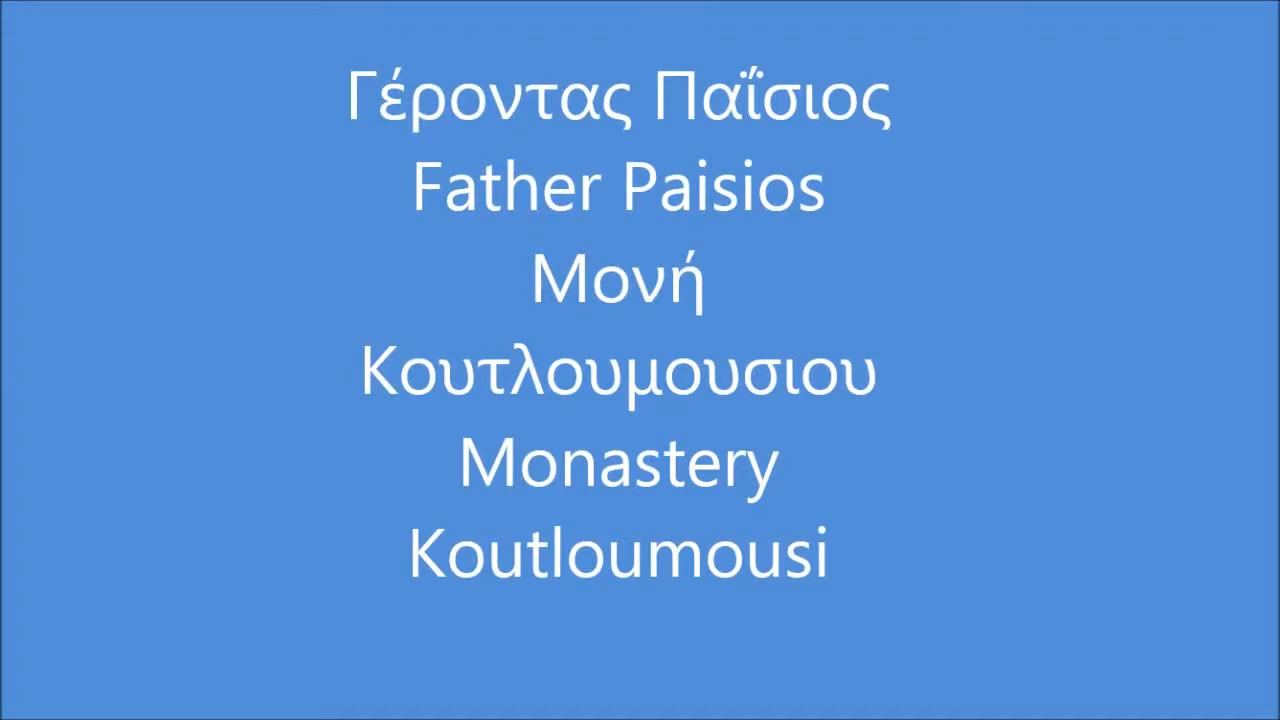 Γέροντας Παΐσιος
Father Paisios
Μονή
Κουτλουμουσιου
Monastery
Koutloumousi